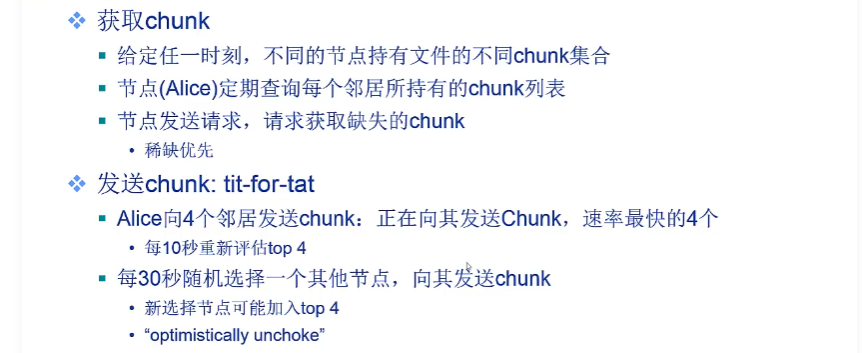 获取chunk
给定任一时刻，不同的节点持有文件的不同chunk集合
节点(Alice)定期查询每个邻居所持有的chunk列表
节点发送请求，请求获取缺失的chunk
稀缺优先
发送chunk: tit-for-tat
Alice向4个邻居发送chunk：正在向其发送Chunk，速率最快的4个
每10秒重新评估top 4
每30秒随机选择一个其他节点，向其发送chunk
新选择节点可能加入top 4
“optimistically unchoke”